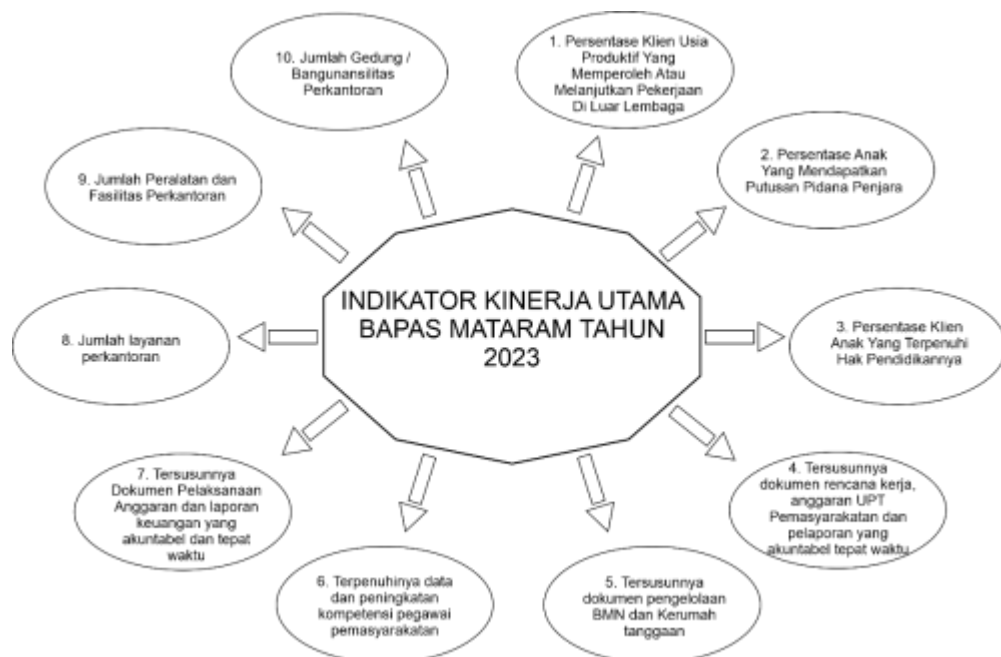 INDIKATOR KINERJA UTAMA
BAPAS MATARAM TAHUN
2023
1. Persentase Klien Usia
Produktif Yang
Memperoleh Atau
Melanjutkan Pekerjaan
Di Luar Lembaga
2. Persentase Anak
Yang Mendapatkan
Putusan Pidana Penjara
3. Persentase Klien
Anak Yang Terpenuhi
Hak Pendidikannya
4. Tersusunnya
dokumen rencana kerja,
anggaran UPT
Pemasyarakatan dan
pelaporan yang
akuntabel tepat waktu
5. Tersusunnya
dokumen pengelolaan
BMN dan Kerumah
tanggaan
6. Terpenuhinya data
dan peningkatan
kompetensi pegawai
pemasyarakatan
7. Tersusunnya
Dokumen Pelaksanaan
Anggaran dan laporan
keuangan yang
akuntabel dan tepat
waktu
8. Jumlah layanan
perkantoran
9. Jumlah Peralatan dan
Fasilitas Perkantoran
10. Jumlah Gedung /
Bangunansilitas
Perkantoran